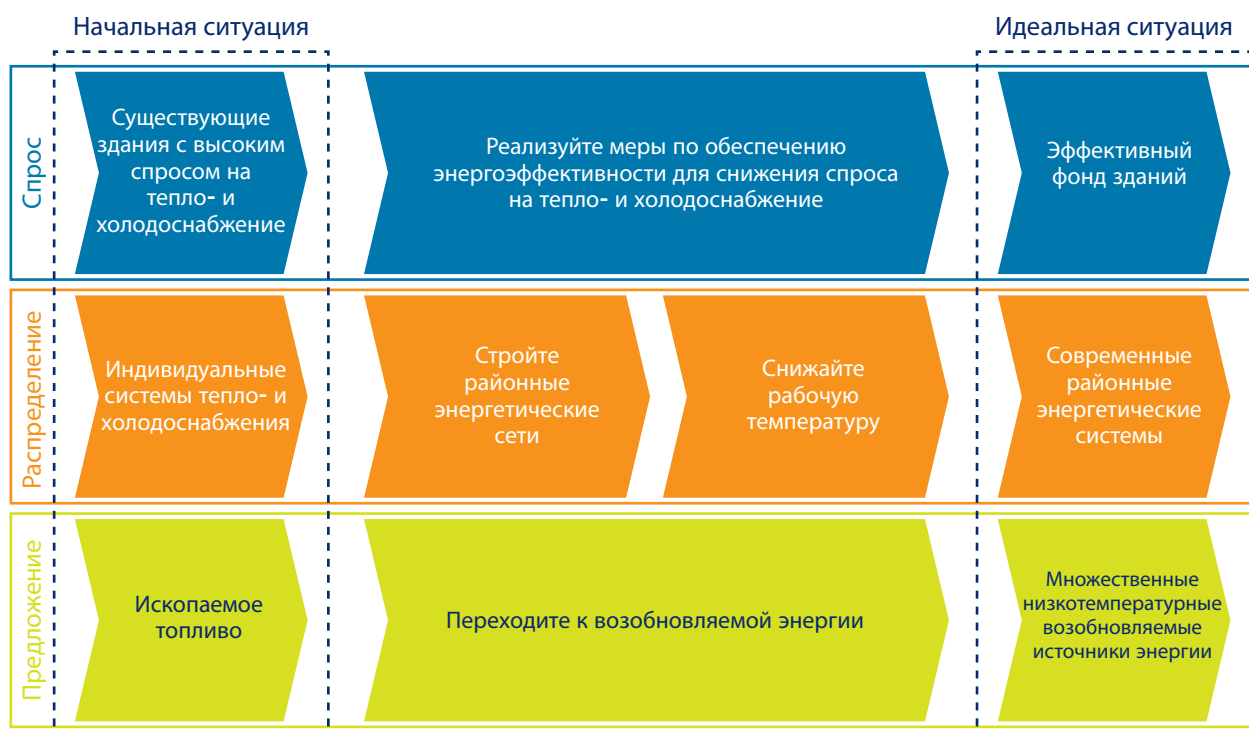 Начальная ситуация
Идеальная ситуация
Спрос
Существующие
здания с высоким
спросом на
тепло- и
холодоснабжение
Реализуйте меры по обеспечению
энергоэффективности для снижения спроса
на тепло- и холодоснабжение
Эффективный
фонд зданий
Распределение
Индивидуальные
системы тепло- и
холодоснабжения
Стройте
районные
энергетические
сети
Снижайте
рабочую
температуру
Современные
районные
энергетические
системы
Предложение
Ископаемое
топливо
Переходите к возобновляемой энергии
Множественные
низкотемпературные
возобновляемые
источники энергии